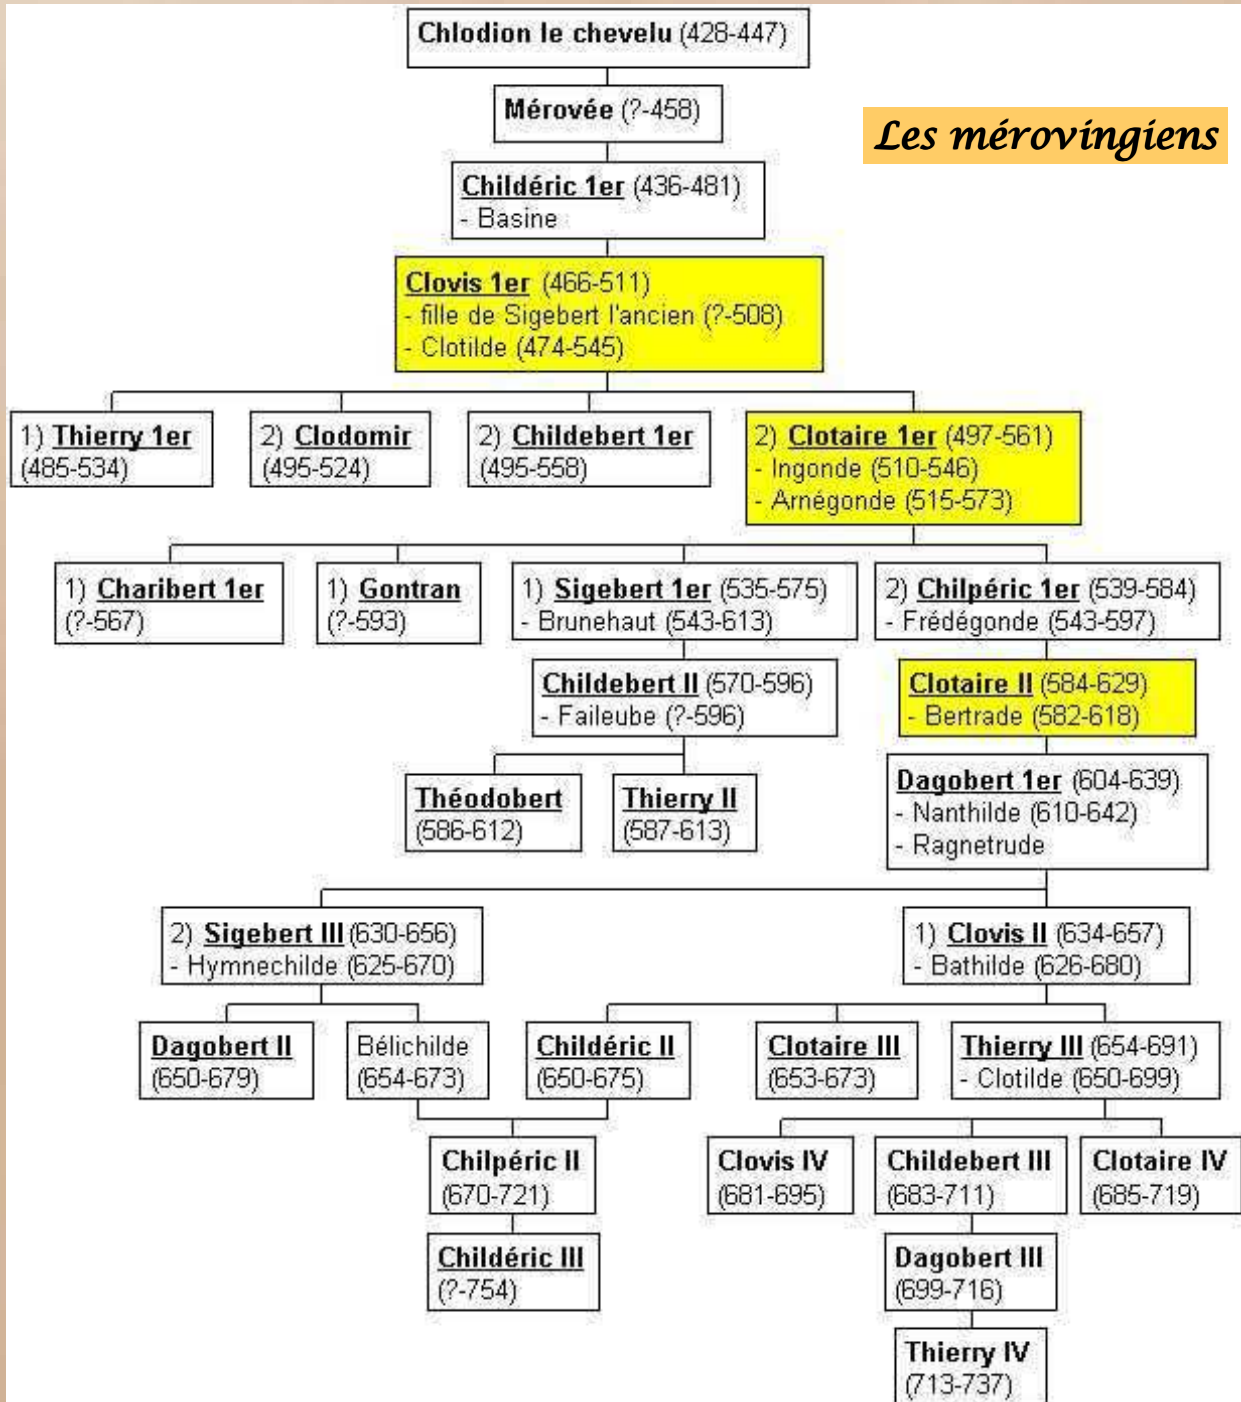 Chlodion le chevelu (428-447)
Mérovée (?-458)
Les mérovingiens
Childéric 1er (436-481)
- Basine
Clovis 1er (466-511)
- fille de Sigebert l'ancien (?-508)
- Clotilde (474-545)
1) Thierry 1er
(485-534)
2) Clodomir
(495-524)
2) Childebert 1er
(495-558)
2) Clotaire 1er (497-561)
- Ingonde (510-546)
- Arnégonde (515-573)
1) Charibert 1er
(?-567)
1) Gontran
(?-593)
1) Sigebert 1er (535-575)
- Brunehaut (543-613)
2) Chilpéric 1er (539-584)
- Frédégonde (543-597)
Childebert II (570-596)
- Faileube (?-596)
Clotaire II (584-629)
- Bertrade (582-618)
Théodobert
(586-612)
Thierry II
(587-613)
Dagobert 1er (604-639)
- Nanthilde (610-642)
- Ragnetrude
2) Sigebert III (630-656)
- Hymnechilde (625-670)
1) Clovis II (634-657)
- Bathilde (626-680)
Dagobert II
(650-679)
Bélichilde
(654-673)
Childéric II
(650-675)
Clotaire III
(653-673)
Thierry III (654-691)
- Clotilde (650-699)
Chilpéric II
(670-721)
Clovis IV
(681-695)
Childebert III
(683-711)
Clotaire IV
(685-719)
Childéric III
(?-754)
Dagobert III
(699-716)
Thierry IV
(713-737)